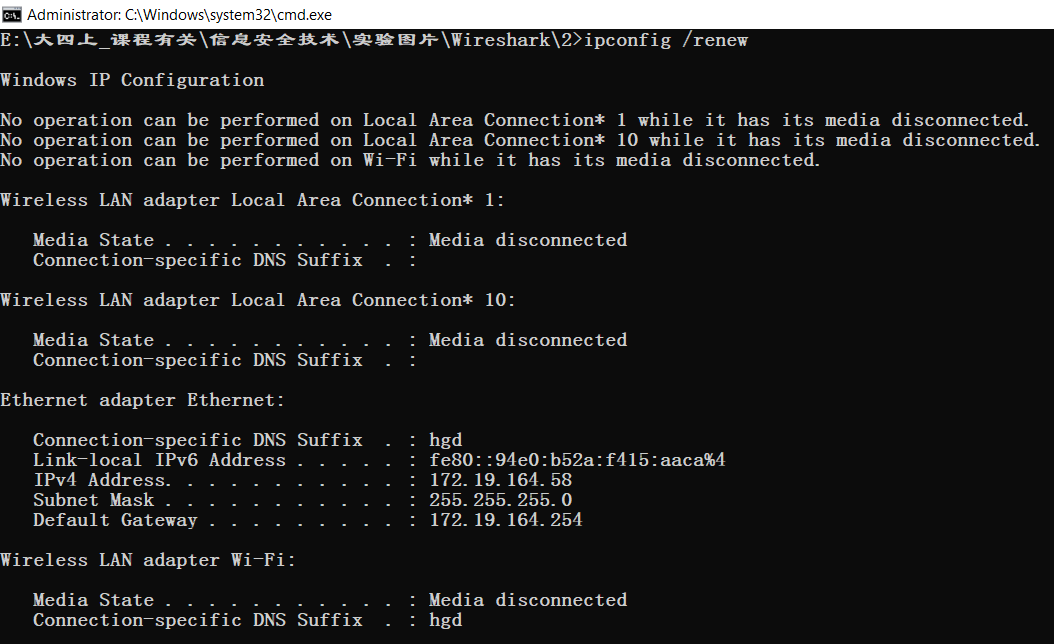 Administrator: C:\Windows\system32\cmd.exe
E:\大四上_课程有关\信息安全技术\实验图片\Wireshark\2>ipconfig /renew
Windows IP Configuration
No operation can be performed on Local Area Connection* 1 while it has its media disconnected.
No operation can be performed on Local Area Connection* 10 while it has its media disconnected.
No operation can be performed on Wi-Fi while it has its media disconnected.
Wireless LAN adapter Local Area Connection* 1:
Media State . . . . . . . . . . . : Media disconnected
Connection-specific DNS Suffix  . :
Wireless LAN adapter Local Area Connection* 10:
Media State . . . . . . . . . . . : Media disconnected
Connection-specific DNS Suffix  . :
Ethernet adapter Ethernet:
Connection-specific DNS Suffix  . : hgd
Link-local IPv6 Address . . . . . : fe80::94e0:b52a:f415:aaca%4
IPv4 Address. . . . . . . . . . . : 172.19.164.58
Subnet Mask . . . . . . . . . . . : 255.255.255.0
Default Gateway . . . . . . . . . : 172.19.164.254
Wireless LAN adapter Wi-Fi:
Media State . . . . . . . . . . . : Media disconnected
Connection-specific DNS Suffix  . : hgd